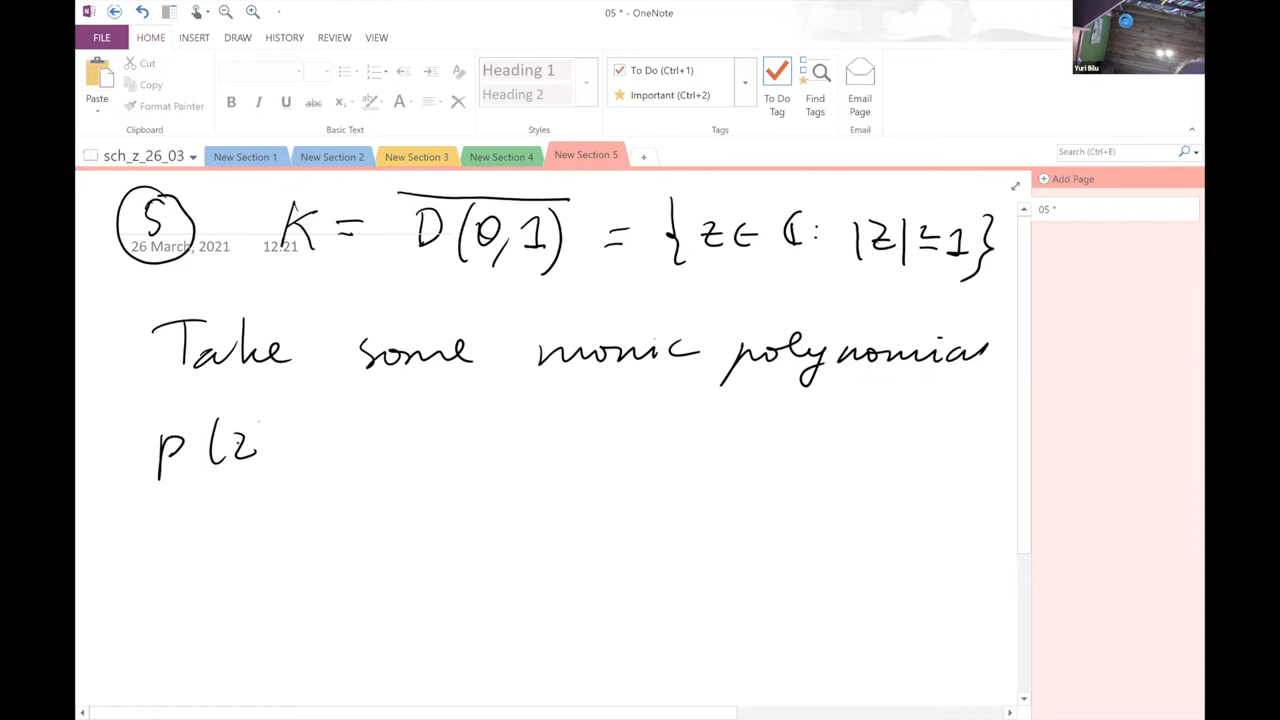 05 * - OneNote
FILE HOME INSERT DRAW HISTORY REVIEW VIEW
Yuri Bilu
Paste
Cut
Copy
Format Painter
Clipboard
B I U abc
Basic Text
Heading 1
Heading 2
Styles
To Do (Ctrl+1)
Important (Ctrl+2)
Tags
To Do Tag
Find Tags
Email Page
Email
sch_z_26_03 New Section 1 New Section 2 New Section 3 New Section 4 New Section 5
Search (Ctrl+E)
Add Page
05 *
26 March, 2021 12:21
⑤ K = \overline{D(0,1)} = {z ∈ ℂ: |z| ≤ 1}
Take some monic polynomial
p(z